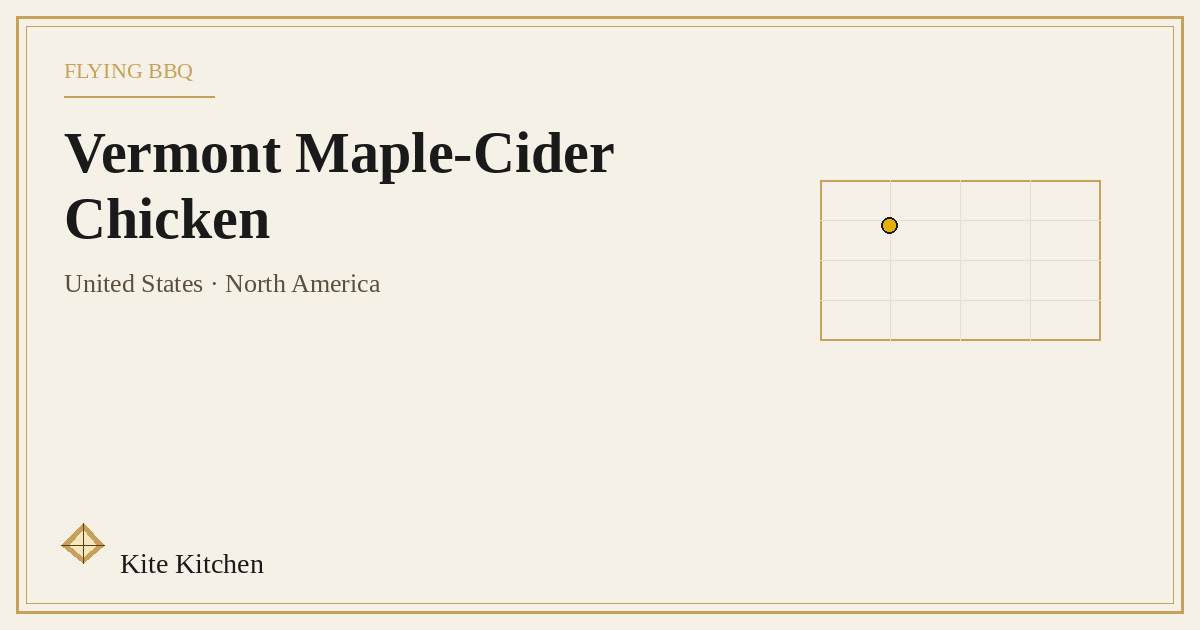 FLYING BBQ
Vermont Maple-Cider
Chicken
United States · North America
Kite Kitchen